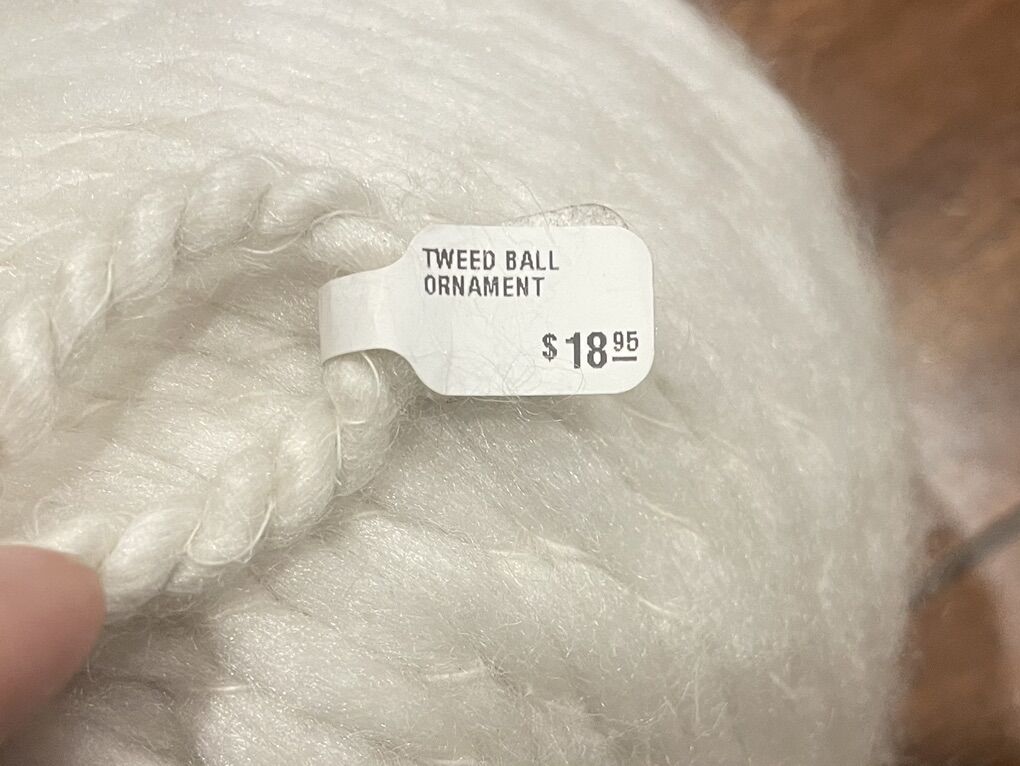 TWEED BALL
ORNAMENT
$ 18 95